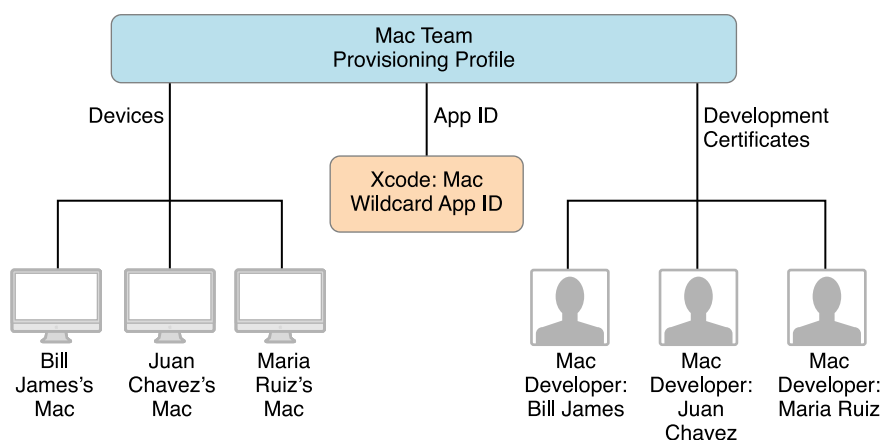 Mac Team
Provisioning Profile
Devices
App ID
Development
Certificates
Xcode: Mac
Wildcard App ID
Bill
James's
Mac
Juan
Chavez's
Mac
Maria
Ruiz's
Mac
Mac
Developer:
Bill James
Mac
Developer:
Juan
Chavez
Mac
Developer:
Maria Ruiz